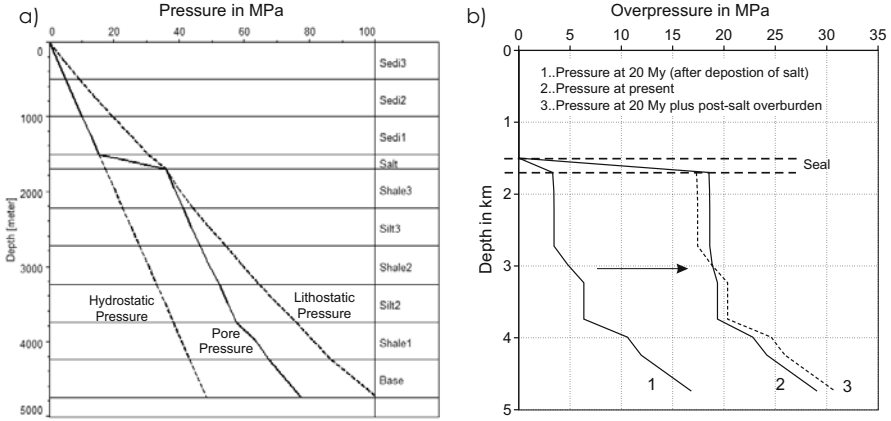 a)
Pressure in MPa
0 20 40 60 80 100
Depth [meter]
0
1000
2000
3000
4000
5000
Sedi3
Sedi2
Sedi1
Salt
Shale3
Silt3
Shale2
Silt2
Shale1
Base
Hydrostatic
Pressure
Pore
Pressure
Lithostatic
Pressure
b)
Overpressure in MPa
0 5 10 15 20 25 30 35
Depth in km
0
1
2
3
4
5
1..Pressure at 20 My (after depostion of salt)
2..Pressure at present
3..Pressure at 20 My plus post-salt overburden
Seal
1
2
3